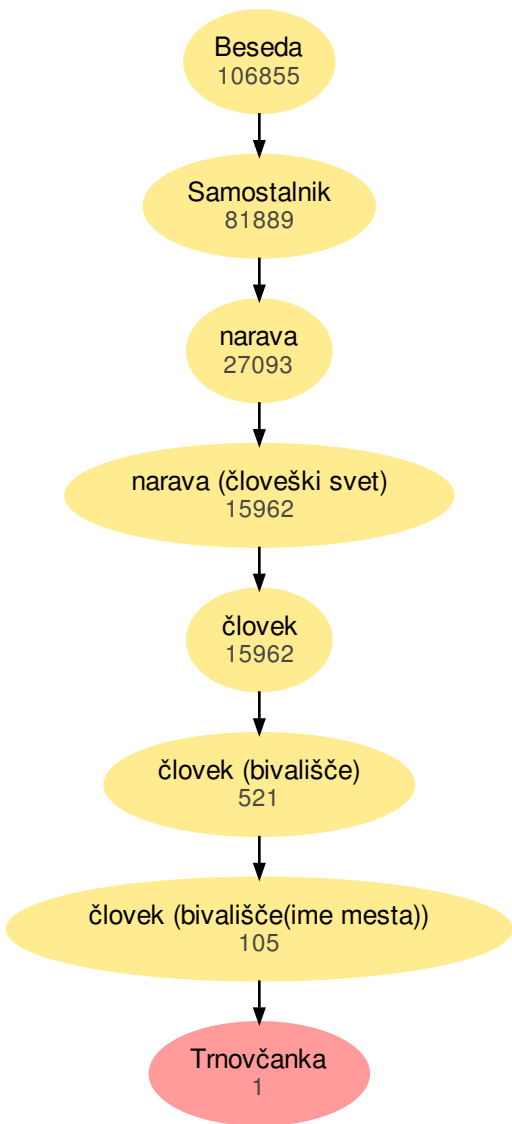 Beseda
106855
Samostalnik
81889
narava
27093
narava (človeški svet)
15962
človek
15962
človek (bivališče)
521
človek (bivališče(ime mesta))
105
Trnovčanka
1